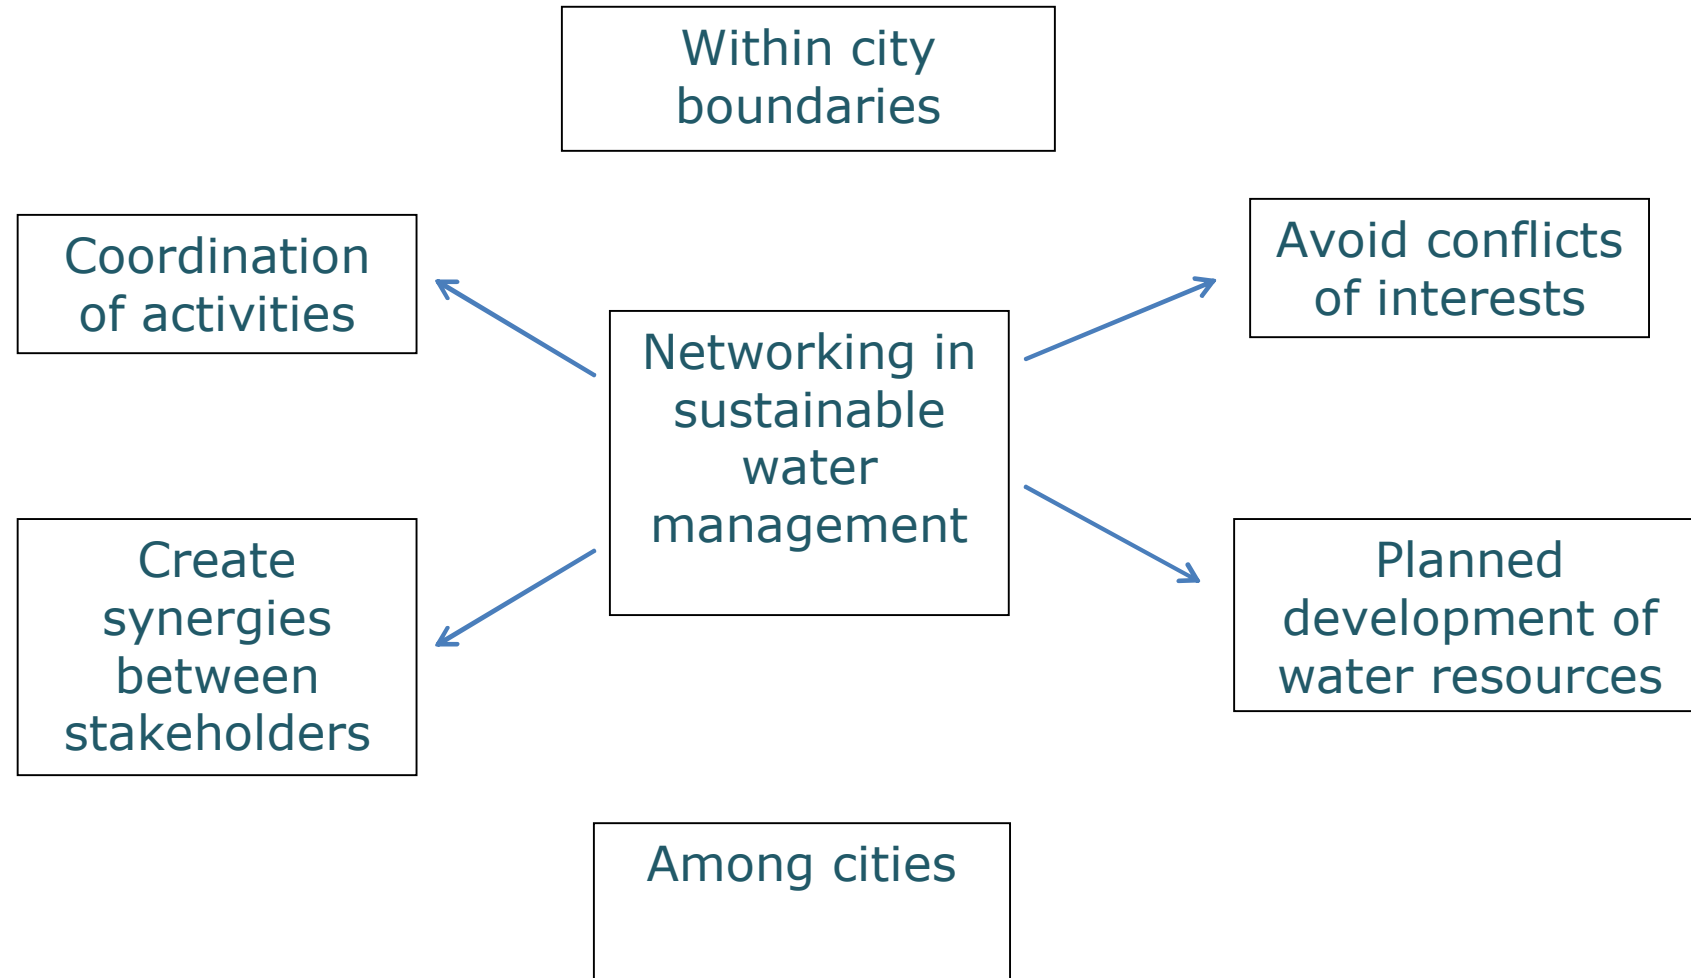 Within city
boundaries
Coordination
of activities
Avoid conflicts
of interests
Networking in
sustainable
water
management
Create
synergies
between
stakeholders
Planned
development of
water resources
Among cities